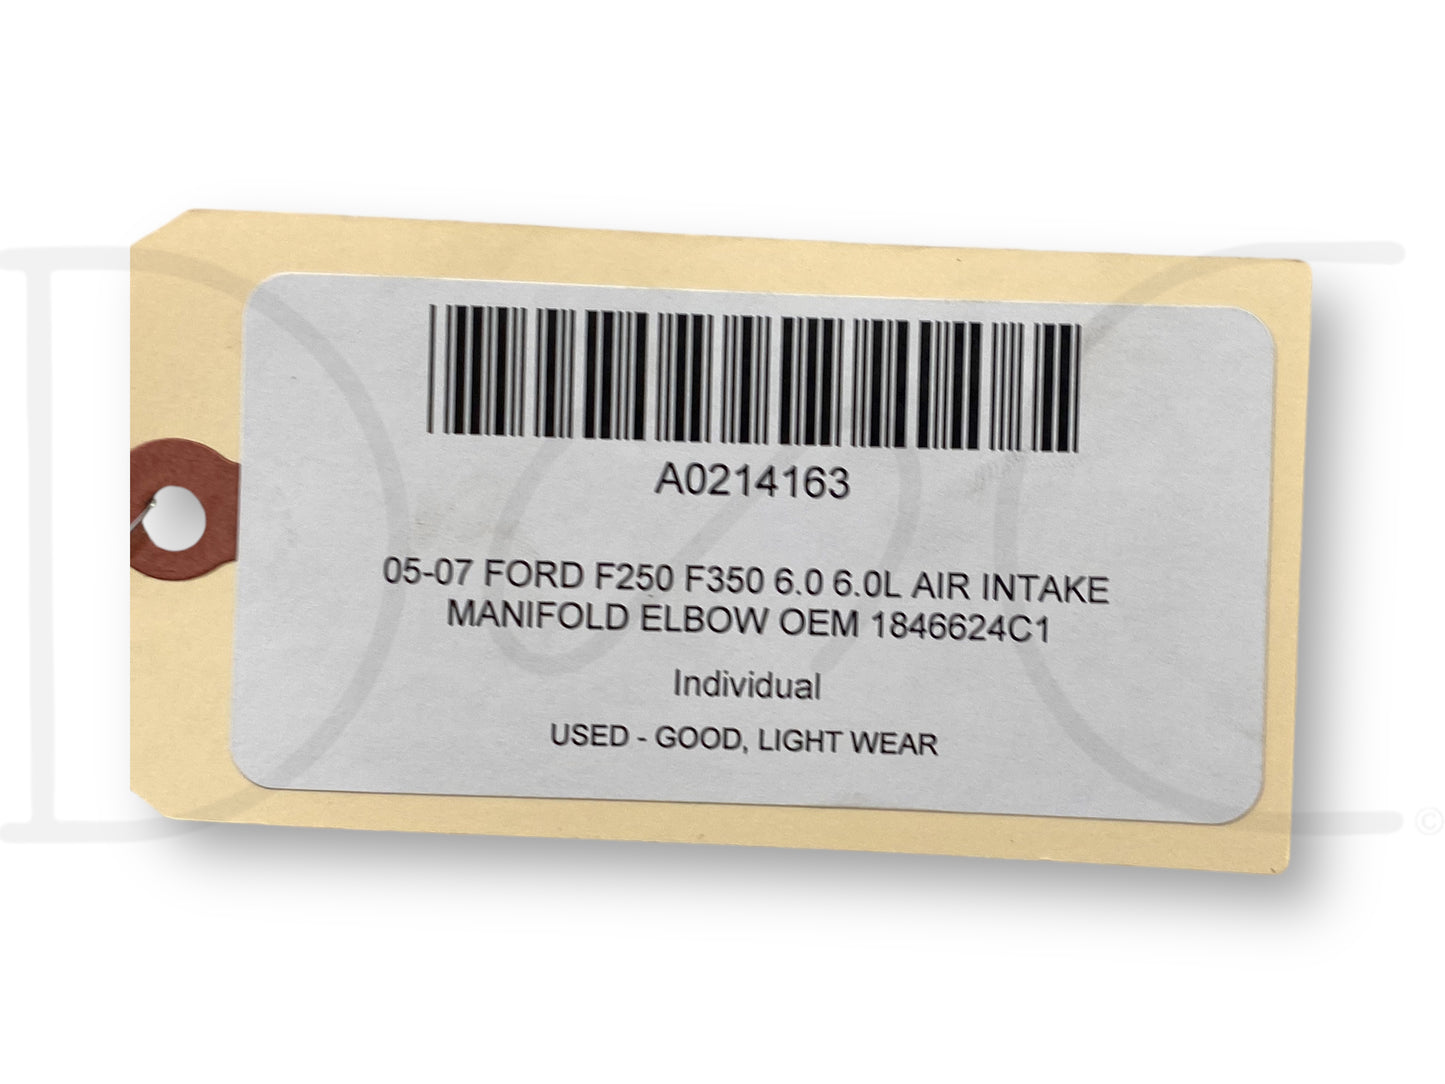 A0214163
05-07 FORD F250 F350 6.0 6.0L AIR INTAKE
MANIFOLD ELBOW OEM 1846624C1
Individual
USED - GOOD, LIGHT WEAR
©